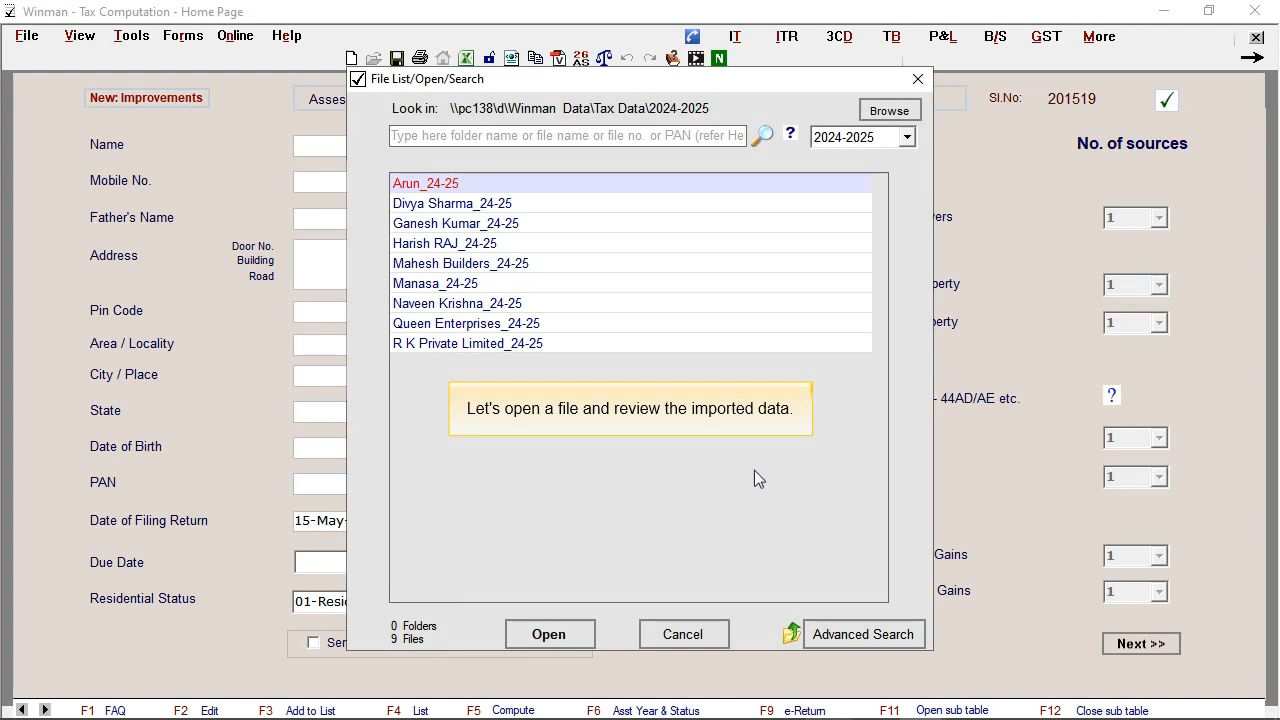 Winman - Tax Computation - Home Page
File View Tools Forms Online Help IT ITR 3CD TB P&L B/S GST More
26
AS
N
File List/Open/Search
New: Improvements
Asses
Sl.No: 201519
Look in: \\pc138\d\Winman Data\Tax Data\2024-2025
Browse
Type here folder name or file name or file no. or PAN (refer He
?
2024-2025
No. of sources
Name
Mobile No.
Father's Name
Address
Door No.
Building
Road
Pin Code
Area / Locality
City / Place
State
Date of Birth
PAN
Date of Filing Return
15-May-
Due Date
Residential Status
01-Resid
Sen
Arun_24-25
Divya Sharma_24-25
Ganesh Kumar_24-25
Harish RAJ_24-25
Mahesh Builders_24-25
Manasa_24-25
Naveen Krishna_24-25
Queen Enterprises_24-25
R K Private Limited_24-25
Let's open a file and review the imported data.
0 Folders
9 Files
Open
Cancel
Advanced Search
yers 1
perty 1
perty 1
- 44AD/AE etc. ?
1
1
Gains 1
Gains 1
Next >>
F1 FAQ F2 Edit F3 Add to List F4 List F5 Compute F6 Asst Year & Status F9 e-Return F11 Open sub table F12 Close sub table